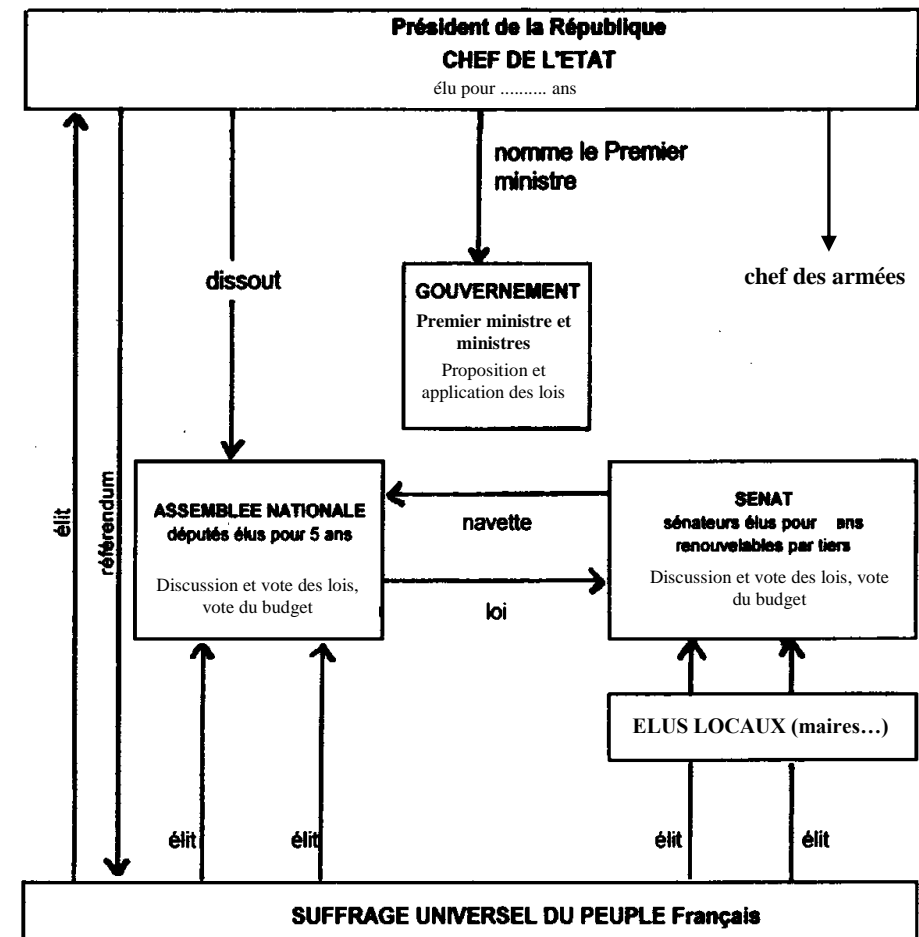 Président de la République
CHEF DE L'ETAT
élu pour .......... ans
nomme le Premier
ministre
dissout
chef des armées
GOUVERNEMENT
Premier ministre et
ministres
Proposition et
application des lois
élit
référendum
ASSEMBLEE NATIONALE
députés élus pour 5 ans
Discussion et vote des lois,
vote du budget
navette
loi
SENAT
sénateurs élus pour ans
renouvelables par tiers
Discussion et vote des lois, vote
du budget
ELUS LOCAUX (maires…)
élit
élit
élit
élit
SUFFRAGE UNIVERSEL DU PEUPLE Français